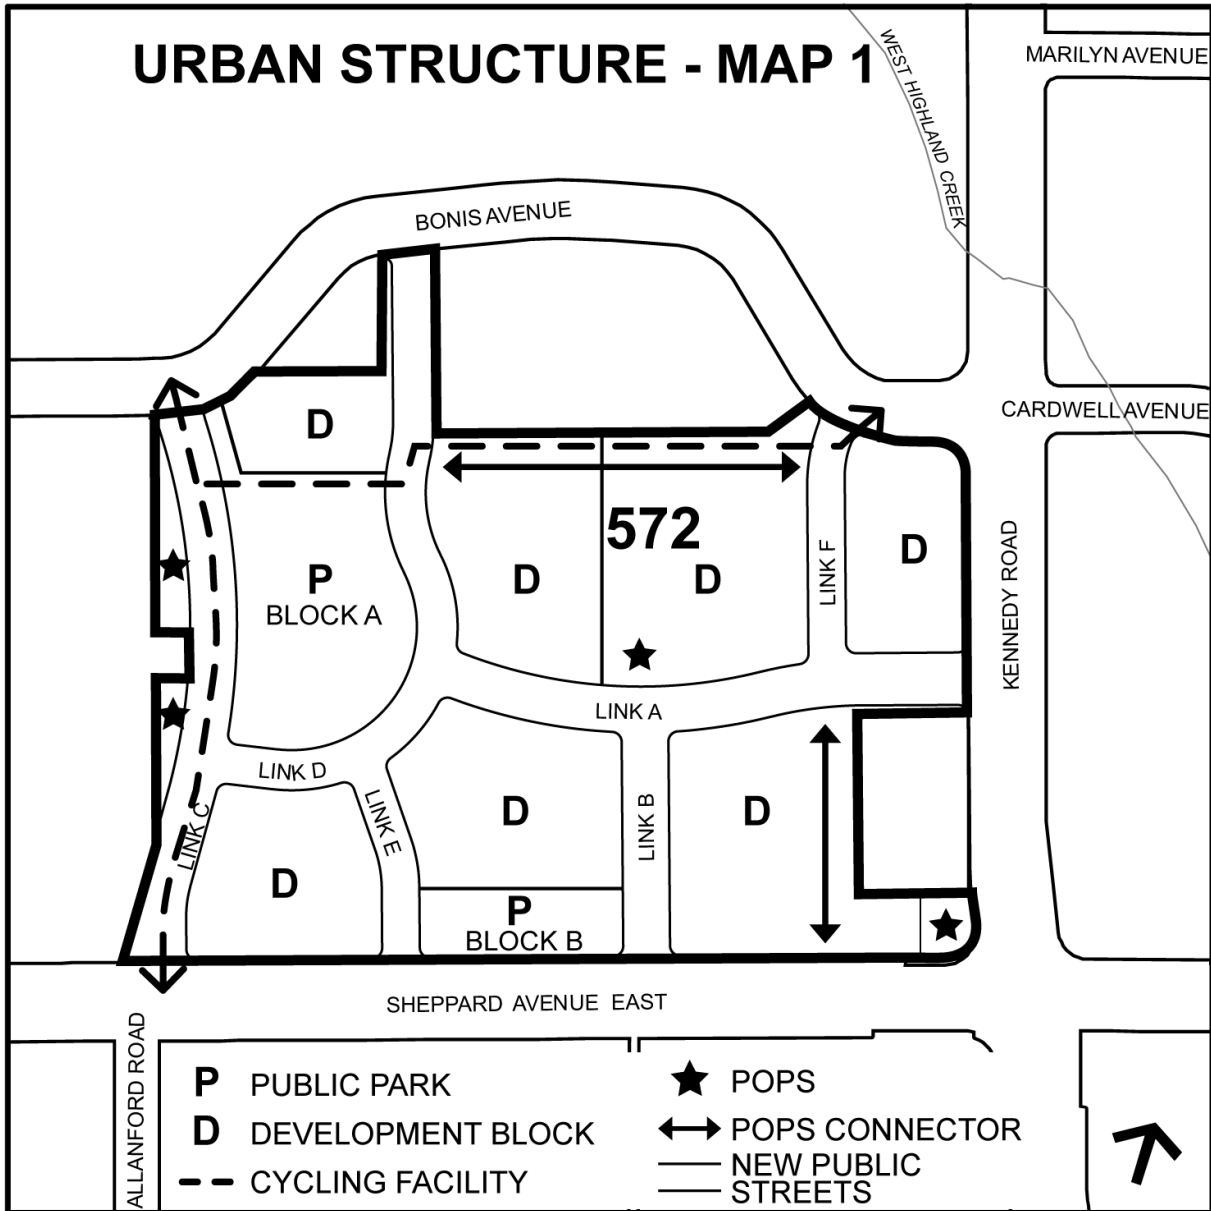 URBAN STRUCTURE - MAP 1
WEST HIGHLAND CREEK
MARILYN AVENUE
BONIS AVENUE
CARDWELL AVENUE
D
572
P
BLOCK A
D
D
LINK F
D
KENNEDY ROAD
LINK A
LINK D
LINK C
LINK E
D
LINK B
D
D
P
BLOCK B
SHEPPARD AVENUE EAST
ALLANFORD ROAD
P PUBLIC PARK
D DEVELOPMENT BLOCK
CYCLING FACILITY
POPS
POPS CONNECTOR
NEW PUBLIC
STREETS